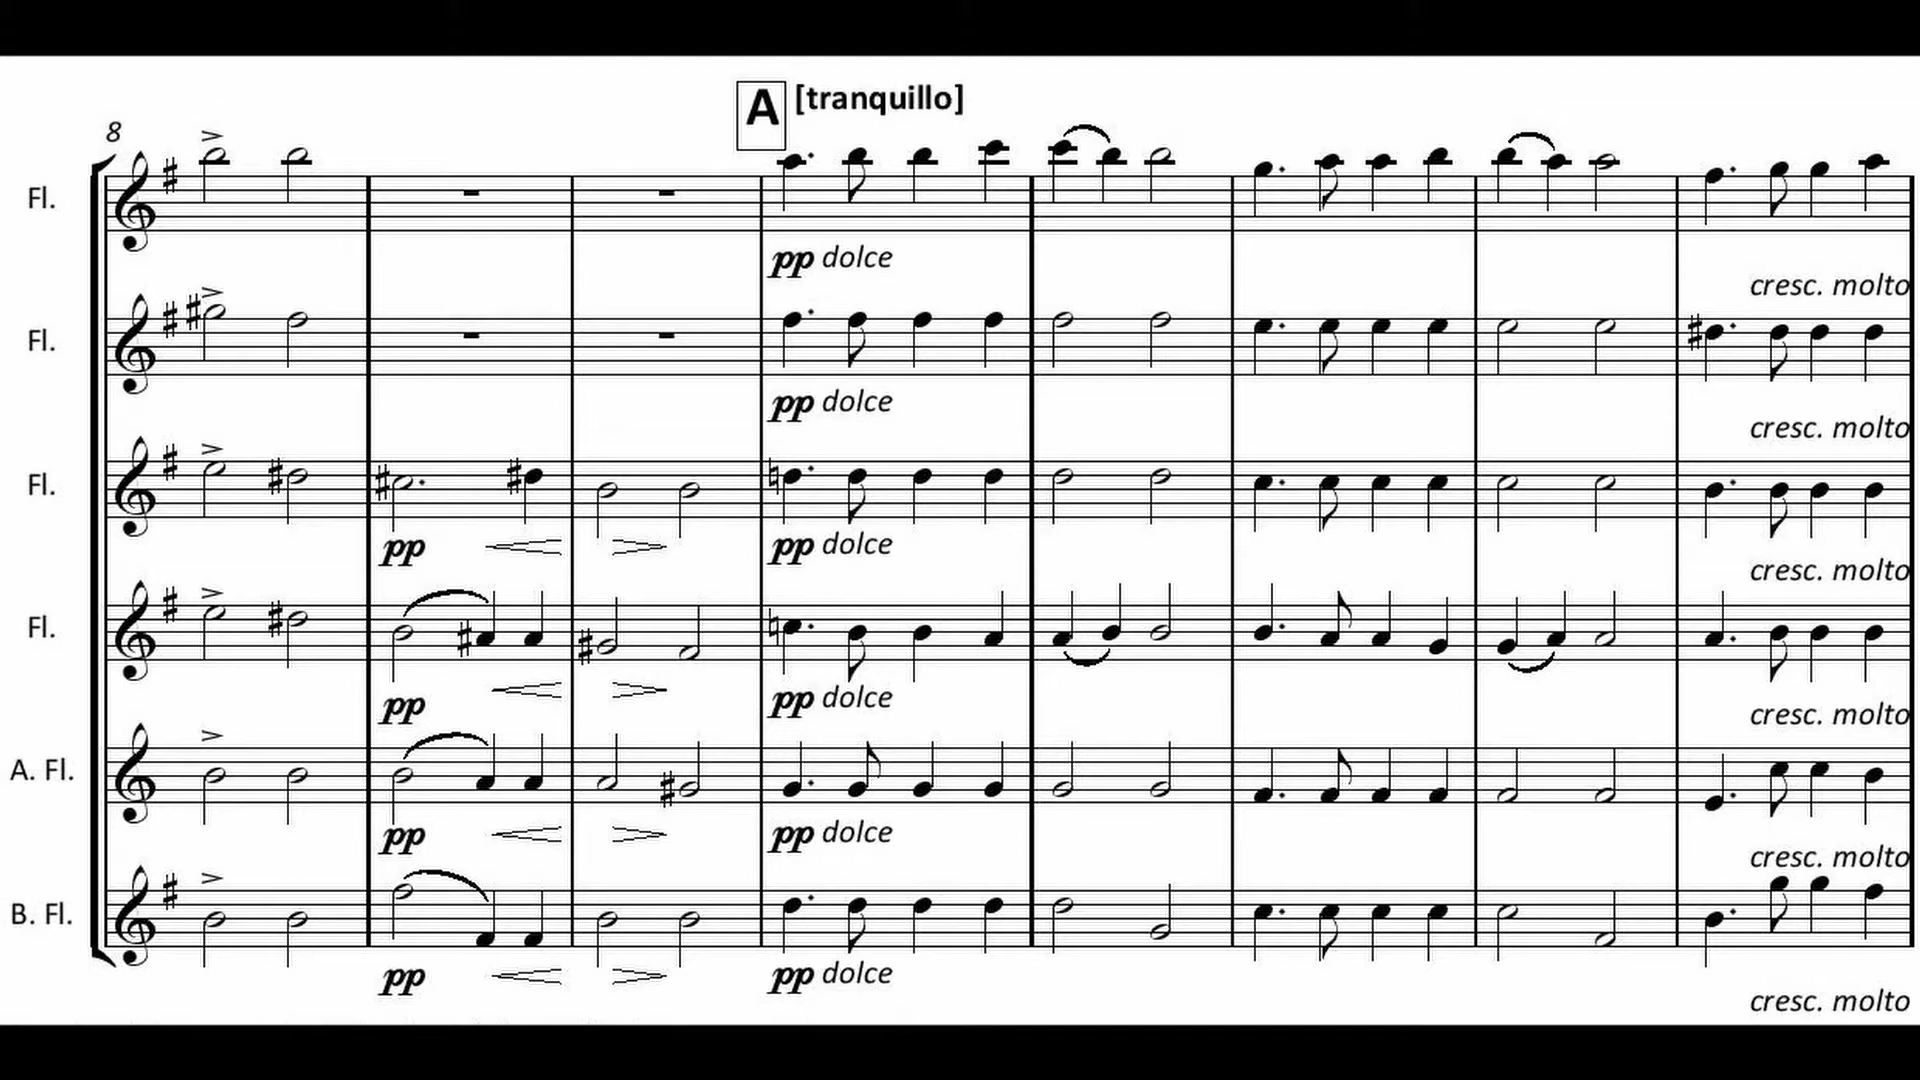 A [tranquillo]
8
Fl.
pp dolce
cresc. molto
Fl.
pp dolce
cresc. molto
Fl.
pp
pp dolce
cresc. molto
Fl.
pp
pp dolce
cresc. molto
A. Fl.
pp
pp dolce
cresc. molto
B. Fl.
pp
pp dolce
cresc. molto